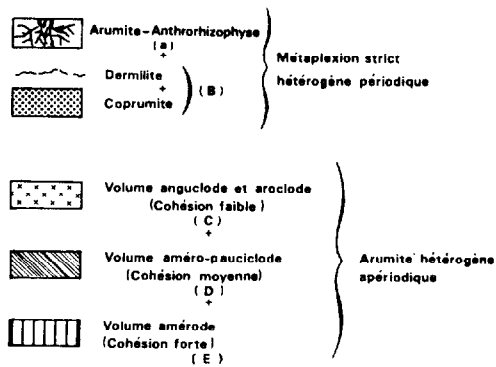 Arumite-Anthrorhizophyse
(a)
+
Dermilite
+
Coprumite
(B)
Métaplexion strict
hétérogène périodique
Volume anguclode et aroclode
(Cohésion faible)
(C)
+
Volume améro-pauciclode
(Cohésion moyenne)
(D)
+
Volume amérode
(Cohésion forte)
(E)
Arumite hétérogène
apériodique